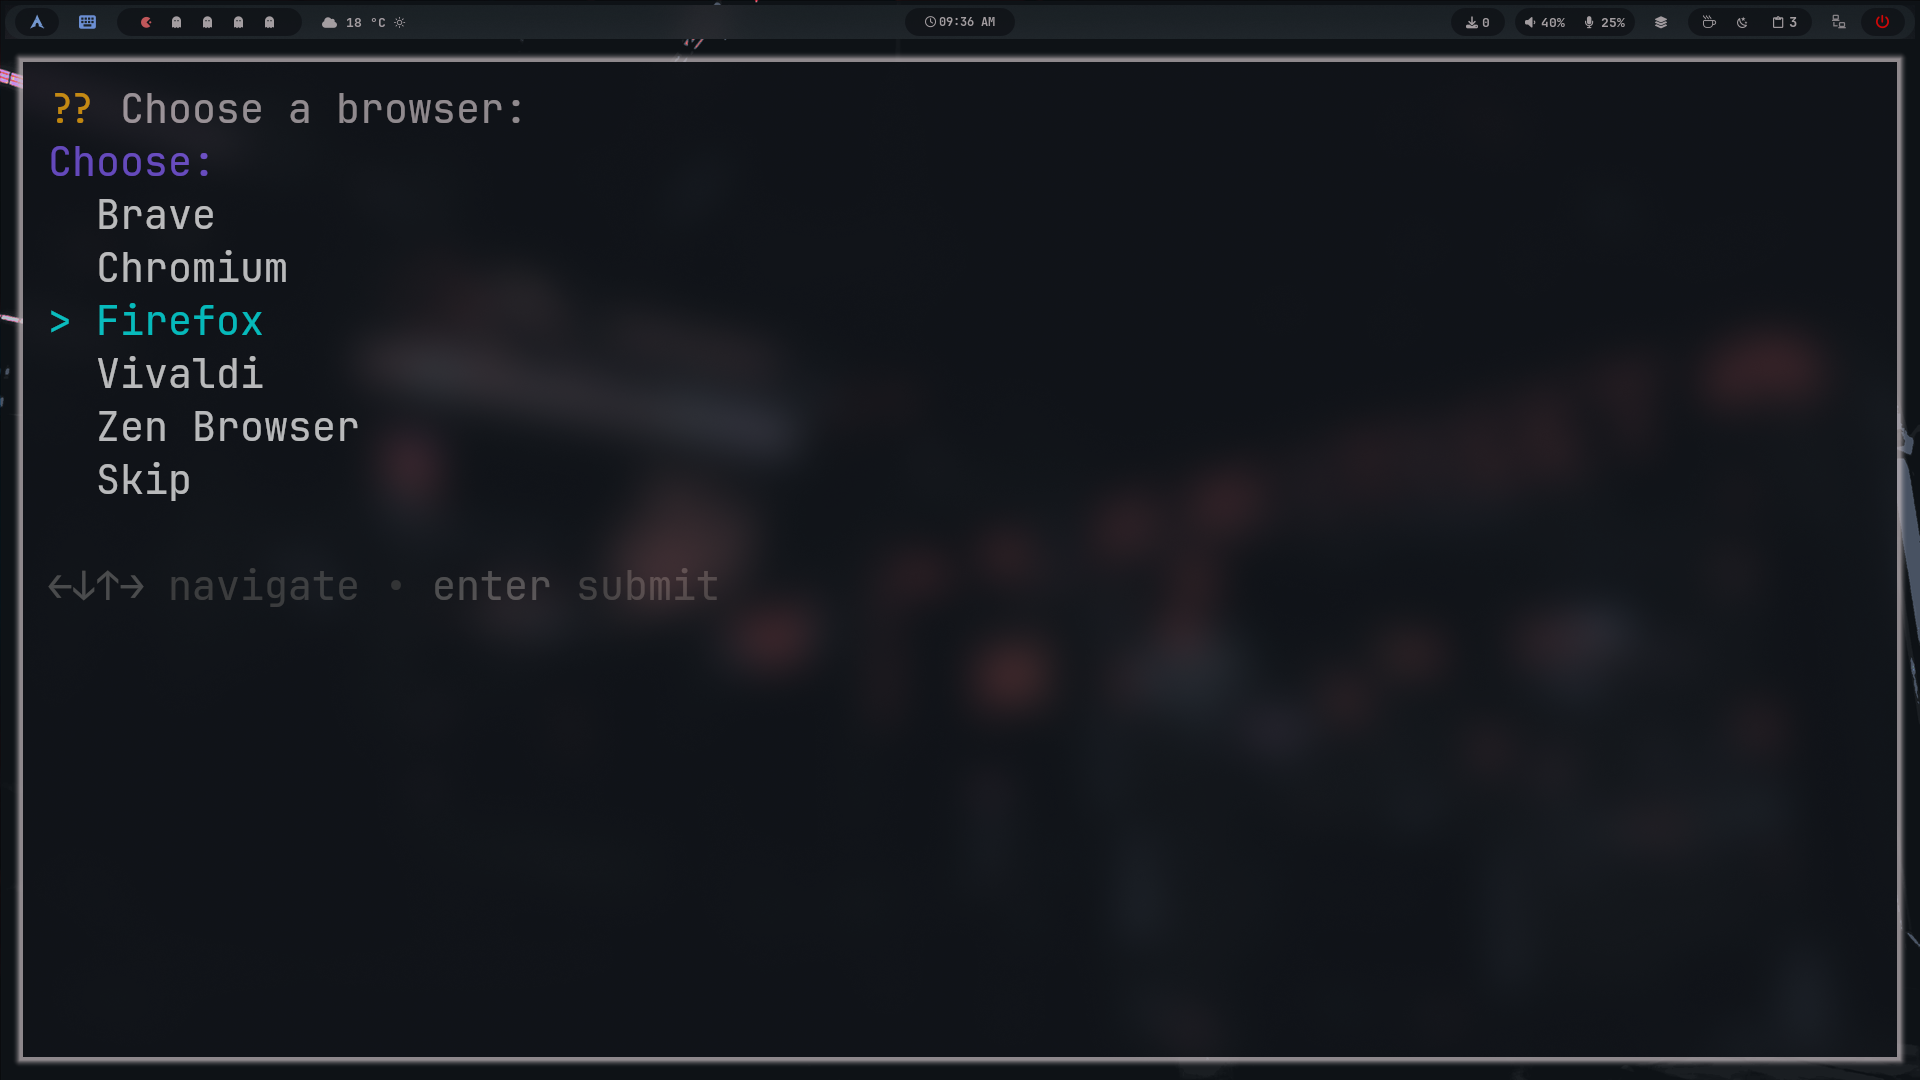 18 °C
09:36 AM
0
40% 25%
3
?? Choose a browser:
Choose:
Brave
Chromium
> Firefox
Vivaldi
Zen Browser
Skip
←↓↑→ navigate • enter submit